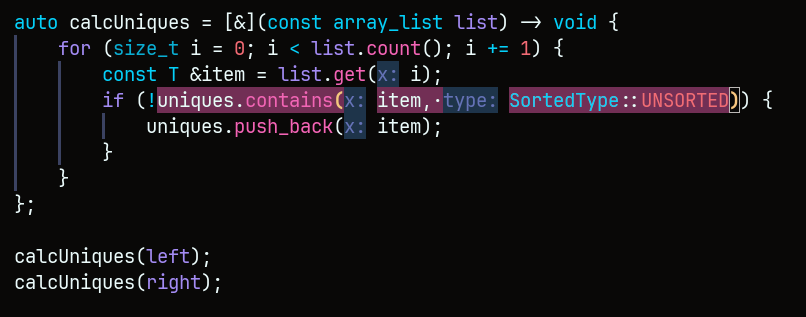 auto calcUniques = [&](const array_list list) -> void {
    for (size_t i = 0; i < list.count(); i += 1) {
        const T &item = list.get(x: i);
        if (!uniques.contains(x: item,·type: SortedType::UNSORTED)) {
            uniques.push_back(x: item);
        }
    }
};

calcUniques(left);
calcUniques(right);